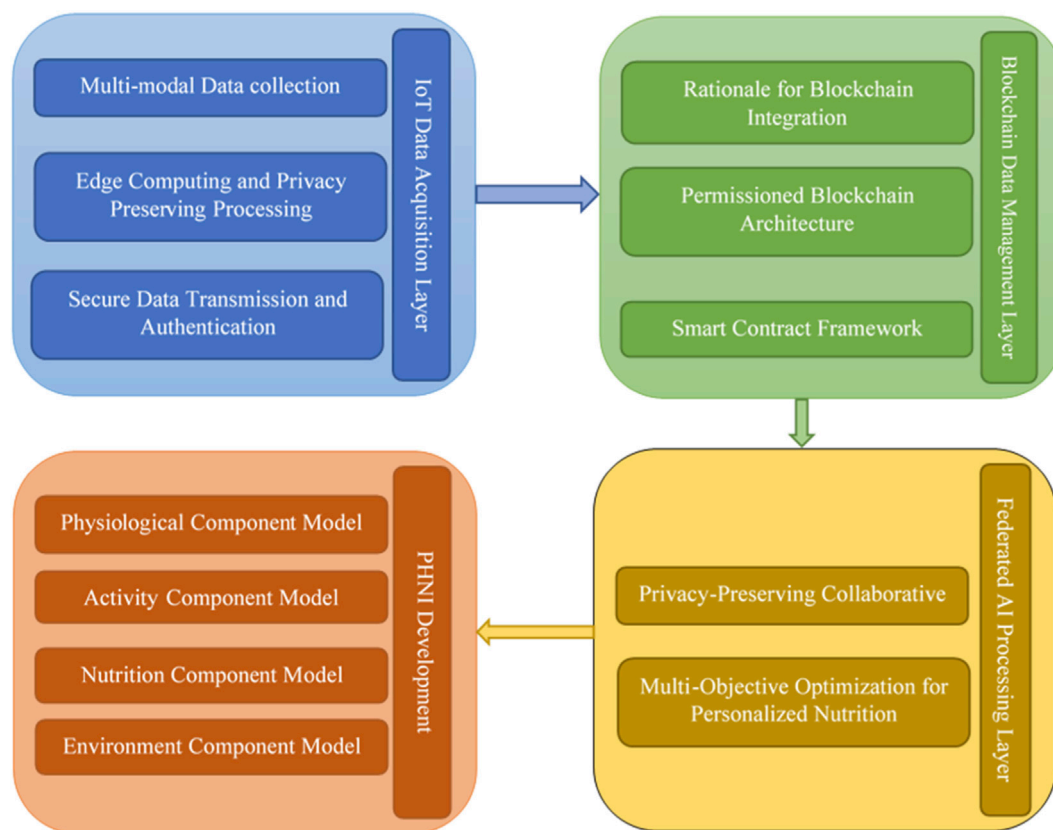 Multi-modal Data collection
Edge Computing and Privacy
Preserving Processing
Secure Data Transmission and
Authentication
IoT Data Acquisition Layer
Rationale for Blockchain
Integration
Permissioned Blockchain
Architecture
Smart Contract Framework
Blockchain Data Management Layer
Physiological Component Model
Activity Component Model
Nutrition Component Model
Environment Component Model
PHNI Development
Privacy-Preserving Collaborative
Multi-Objective Optimization for
Personalized Nutrition
Federated AI Processing Layer